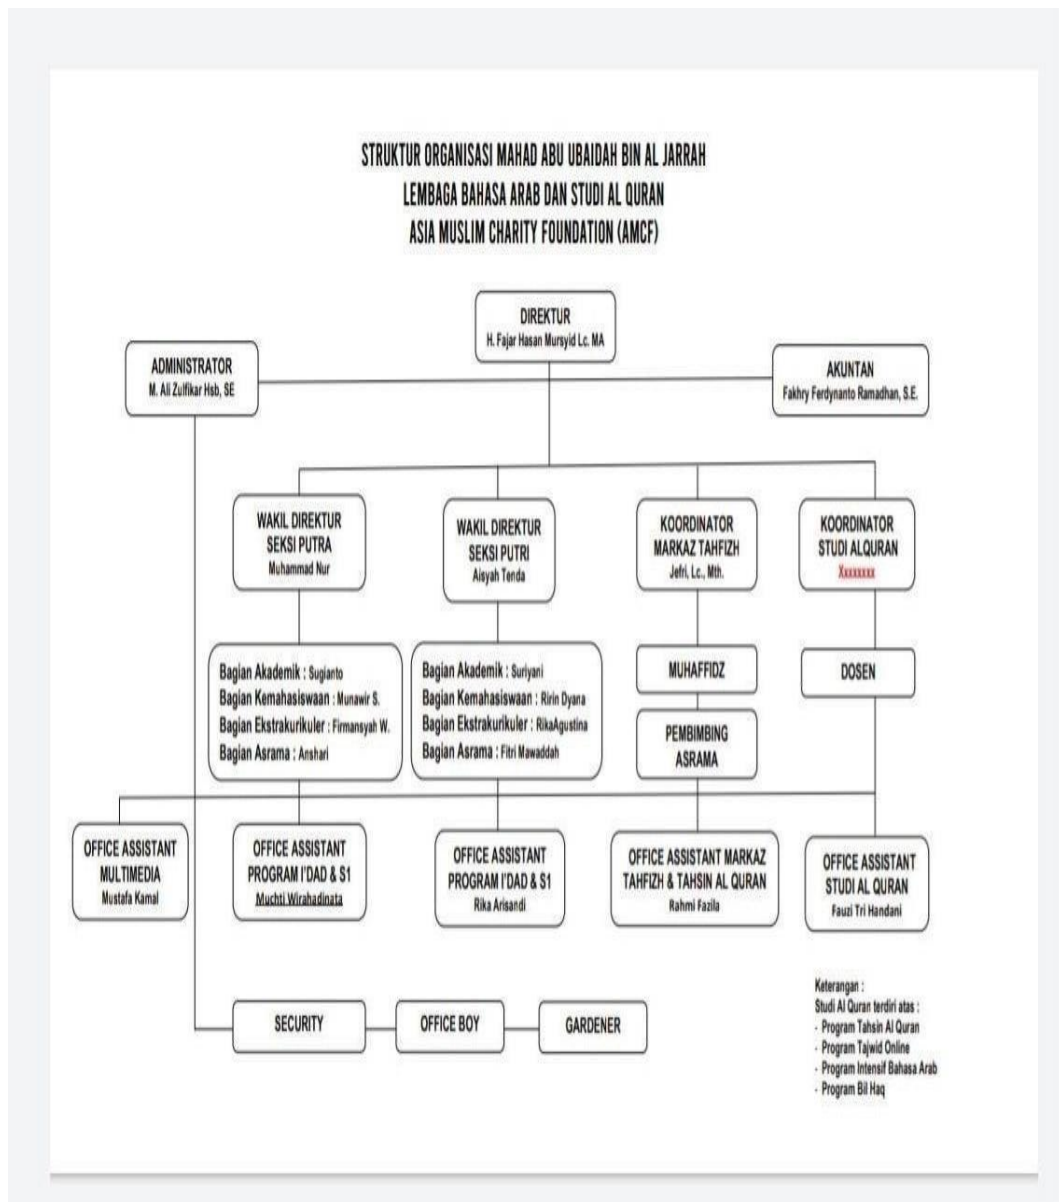 STRUKTUR ORGANISASI MAHAD ABU UBAIDAH BIN AL JARRAH
LEMBAGA BAHASA ARAB DAN STUDI AL QURAN
ASIA MUSLIM CHARITY FOUNDATION (AMCF)
DIREKTUR
H. Fajar Hasan Mursyid Lc. MA
ADMINISTRATOR
M. Ali Zulfikar Hsb, SE
AKUNTAN
Fakhry Ferdynanto Ramadhan, S.E.
WAKIL DIREKTUR
SEKSI PUTRA
Muhammad Nur
WAKIL DIREKTUR
SEKSI PUTRI
Aisyah Tenda
KOORDINATOR
MARKAZ TAHFIZH
Jefri, Lc., Mth.
KOORDINATOR
STUDI ALQURAN
Xxxxxxxx
Bagian Akademik : Sugianto
Bagian Kemahasiswaan : Munawir S.
Bagian Ekstrakurikuler : Firmansyah W.
Bagian Asrama : Anshari
Bagian Akademik : Suriyani
Bagian Kemahasiswaan : Ririn Dyana
Bagian Ekstrakurikuler : RikaAgustina
Bagian Asrama : Fitri Mawaddah
MUHAFFIDZ
PEMBIMBING
ASRAMA
DOSEN
OFFICE ASSISTANT
MULTIMEDIA
Mustafa Kamal
OFFICE ASSISTANT
PROGRAM I'DAD & S1
Muchti Wirahadinata
OFFICE ASSISTANT
PROGRAM I'DAD & S1
Rika Arisandi
OFFICE ASSISTANT MARKAZ
TAHFIZH & TAHSIN AL QURAN
Rahmi Fazila
OFFICE ASSISTANT
STUDI AL QURAN
Fauzi Tri Handani
SECURITY
OFFICE BOY
GARDENER
Keterangan :
Studi Al Quran terdiri atas :
- Program Tahsin Al Quran
- Program Tajwid Online
- Program Intensif Bahasa Arab
- Program Bil Haq